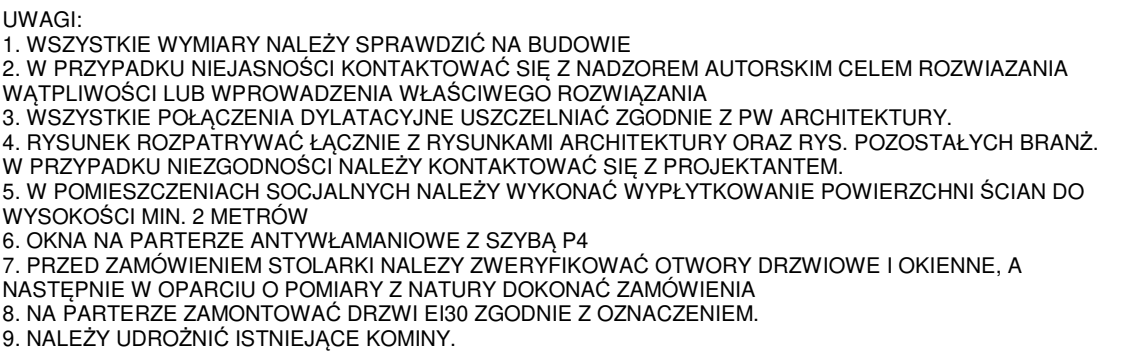 UWAGI:
1. WSZYSTKIE WYMIARY NALEŻY SPRAWDZIĆ NA BUDOWIE
2. W PRZYPADKU NIEJASNOŚCI KONTAKTOWAĆ SIĘ Z NADZOREM AUTORSKIM CELEM ROZWIAZANIA
WĄTPLIWOŚCI LUB WPROWADZENIA WŁAŚCIWEGO ROZWIĄZANIA
3. WSZYSTKIE POŁĄCZENIA DYLATACYJNE USZCZELNIAĆ ZGODNIE Z PW ARCHITEKTURY.
4. RYSUNEK ROZPATRYWAĆ ŁĄCZNIE Z RYSUNKAMI ARCHITEKTURY ORAZ RYS. POZOSTAŁYCH BRANŻ.
W PRZYPADKU NIEZGODNOŚCI NALEŻY KONTAKTOWAĆ SIĘ Z PROJEKTANTEM.
5. W POMIESZCZENIACH SOCJALNYCH NALEŻY WYKONAĆ WYPŁYTKOWANIE POWIERZCHNI ŚCIAN DO
WYSOKOŚCI MIN. 2 METRÓW
6. OKNA NA PARTERZE ANTYWŁAMANIOWE Z SZYBĄ P4
7. PRZED ZAMÓWIENIEM STOLARKI NALEZY ZWERYFIKOWAĆ OTWORY DRZWIOWE I OKIENNE, A
NASTĘPNIE W OPARCIU O POMIARY Z NATURY DOKONAĆ ZAMÓWIENIA
8. NA PARTERZE ZAMONTOWAĆ DRZWI EI30 ZGODNIE Z OZNACZENIEM.
9. NALEŻY UDROŻNIĆ ISTNIEJĄCE KOMINY.